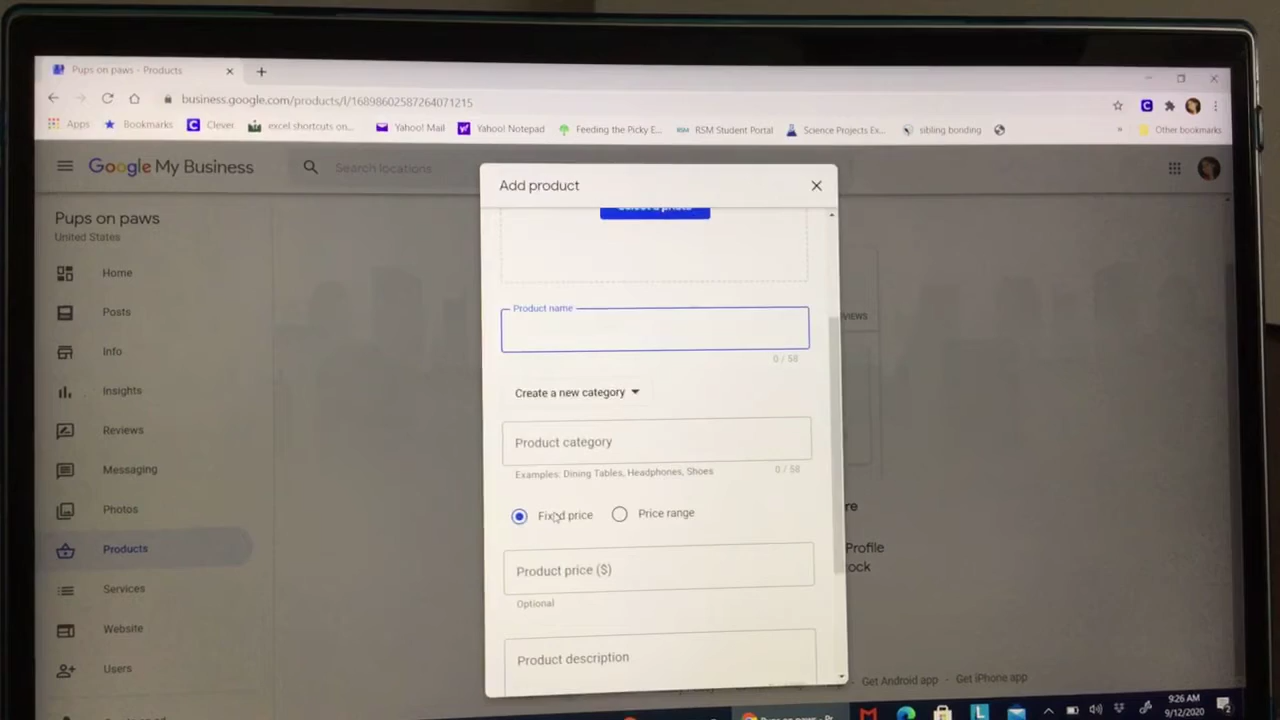 Pups on paws - Products
business.google.com/products/l/16898602587264071215
Apps Bookmarks Clever excel shortcuts on... Yahoo! Mail Yahoo! Notepad Feeding the Picky E... RSM RSM Student Portal Science Projects Ex... sibling bonding » Other bookmarks
Google My Business Search locations
Add product
Pups on paws
United States
Home
Posts
Info
Insights
Reviews
Messaging
Photos
Products
Services
Website
Users
Product name
0 / 58
Create a new category
Product category
Examples: Dining Tables, Headphones, Shoes 0 / 58
Fixed price Price range
Product price ($)
Optional
Product description
VIEWS
re
Profile
ock
Get Android app - Get iPhone app
9:26 AM
9/12/2020